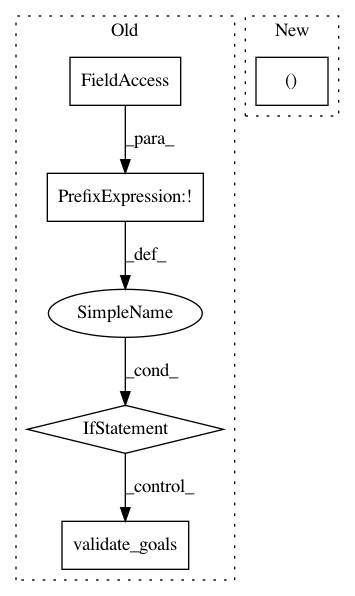 Old
New
FieldAccess
()
_para_
PrefixExpression:!
_def_
SimpleName
_cond_
IfStatement
_control_
validate_goals